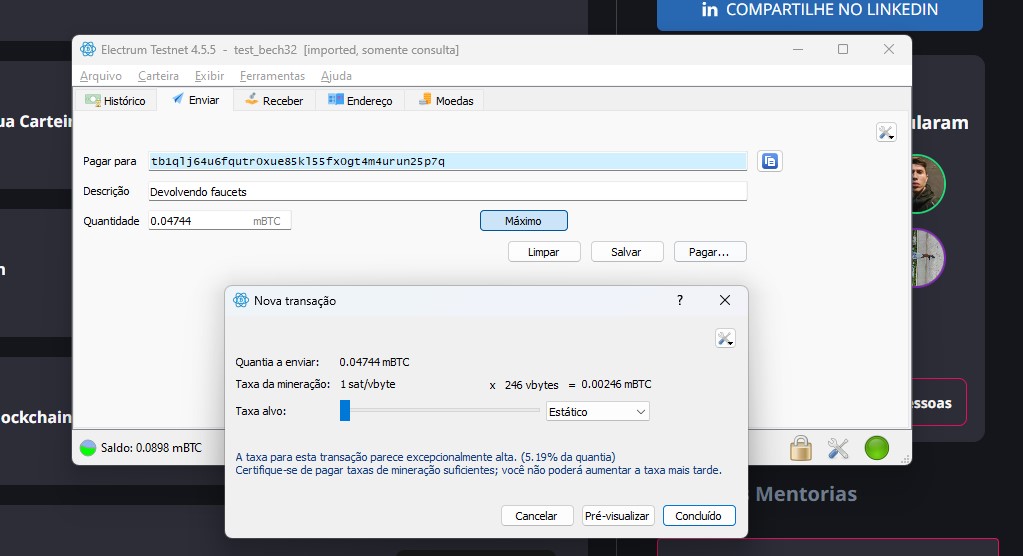 in COMPARTILHE NO LINKEDIN
Electrum Testnet 4.5.5 - test_bech32 [imported, somente consulta]
Arquivo Carteira Exibir Ferramentas Ajuda
Histórico Enviar Receber Endereço Moedas
ua Carteir
ularam
Pagar para tb1qlj64u6fqutr0xue85kl55fx0gt4m4urun25p7q
Descrição Devolvendo faucets
Quantidade 0.04744 mBTC Máximo
Limpar Salvar Pagar...
n
Nova transação ?
Quantia a enviar: 0.04744 mBTC
Taxa da mineração: 1 sat/vbyte x 246 vbytes = 0.00246 mBTC
Taxa alvo: Estático
ockchain
ssoas
Saldo: 0.0898 mBTC
A taxa para esta transação parece excepcionalmente alta. (5.19% da quantia)
Certifique-se de pagar taxas de mineração suficientes; você não poderá aumentar a taxa mais tarde.
Mentorias
Cancelar Pré-visualizar Concluído